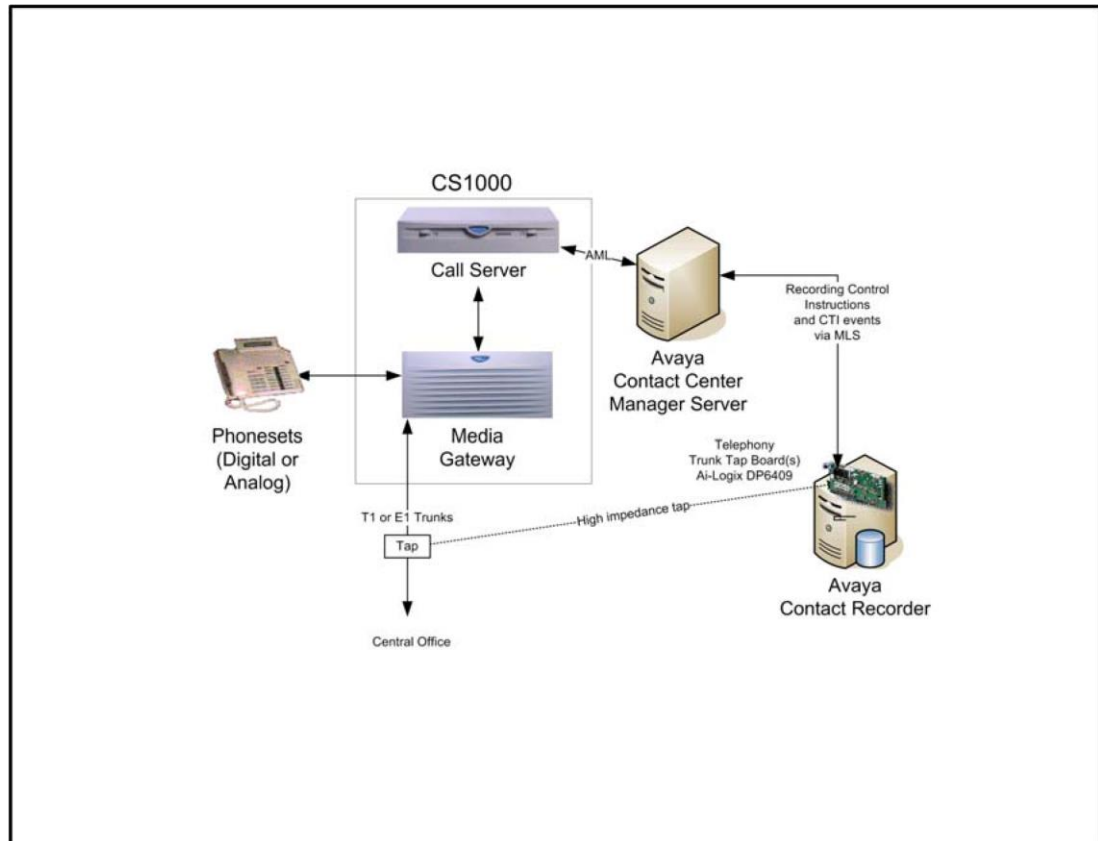 CS1000
Call Server
AML
Recording Control
Instructions
and CTI events
via MLS
Avaya
Contact Center
Manager Server
Phonesets
(Digital or
Analog)
Media
Gateway
Telephony
Trunk Tap Board(s)
Ai-Logix DP6409
T1 or E1 Trunks
High impedance tap
Tap
Avaya
Contact Recorder
Central Office